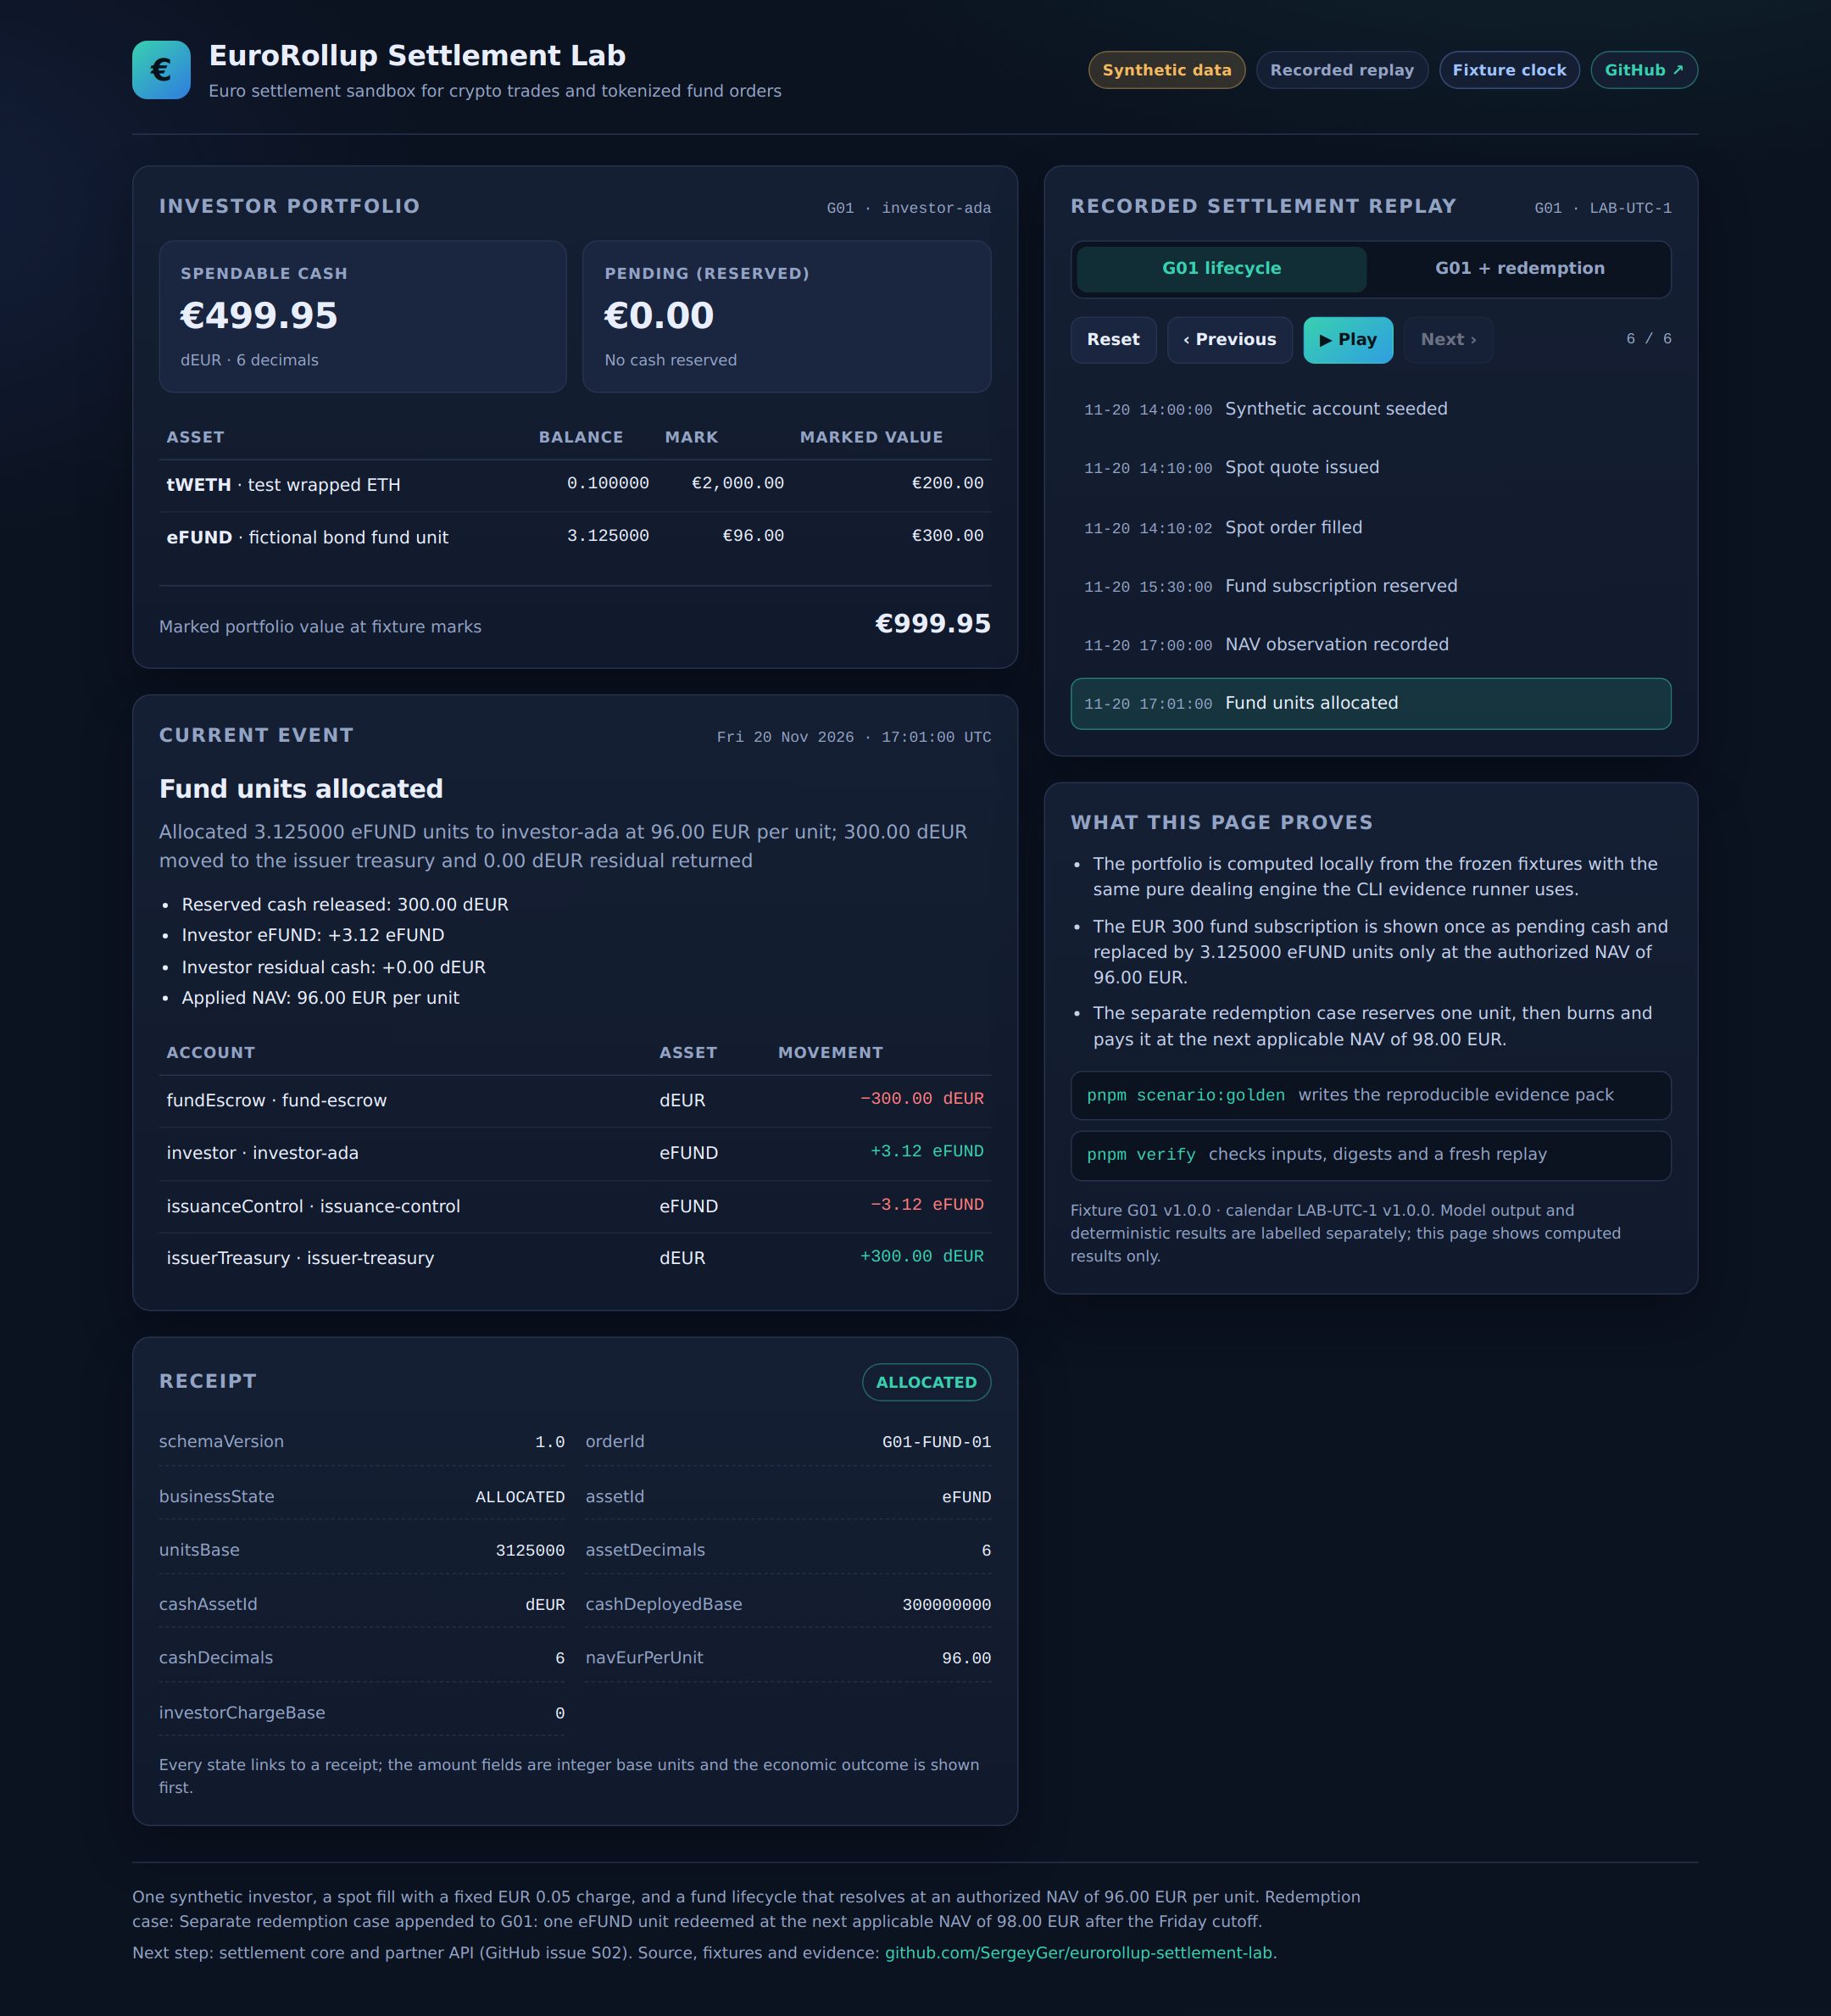 €
EuroRollup Settlement Lab
Euro settlement sandbox for crypto trades and tokenized fund orders
Synthetic data
Recorded replay
Fixture clock
GitHub ↗
INVESTOR PORTFOLIO
G01 · investor-ada
SPENDABLE CASH
€499.95
dEUR · 6 decimals
PENDING (RESERVED)
€0.00
No cash reserved
ASSET BALANCE MARK MARKED VALUE
tWETH · test wrapped ETH 0.100000 €2,000.00 €200.00
eFUND · fictional bond fund unit 3.125000 €96.00 €300.00
Marked portfolio value at fixture marks €999.95
CURRENT EVENT
Fri 20 Nov 2026 · 17:01:00 UTC
Fund units allocated
Allocated 3.125000 eFUND units to investor-ada at 96.00 EUR per unit; 300.00 dEUR
moved to the issuer treasury and 0.00 dEUR residual returned
• Reserved cash released: 300.00 dEUR
• Investor eFUND: +3.12 eFUND
• Investor residual cash: +0.00 dEUR
• Applied NAV: 96.00 EUR per unit
ACCOUNT ASSET MOVEMENT
fundEscrow · fund-escrow dEUR −300.00 dEUR
investor · investor-ada eFUND +3.12 eFUND
issuanceControl · issuance-control eFUND −3.12 eFUND
issuerTreasury · issuer-treasury dEUR +300.00 dEUR
RECEIPT
ALLOCATED
schemaVersion 1.0 orderId G01-FUND-01
businessState ALLOCATED assetId eFUND
unitsBase 3125000 assetDecimals 6
cashAssetId dEUR cashDeployedBase 300000000
cashDecimals 6 navEurPerUnit 96.00
investorChargeBase 0
Every state links to a receipt; the amount fields are integer base units and the economic outcome is shown
first.
RECORDED SETTLEMENT REPLAY
G01 · LAB-UTC-1
G01 lifecycle
G01 + redemption
Reset
‹ Previous
▶ Play
Next ›
6 / 6
11-20 14:00:00 Synthetic account seeded
11-20 14:10:00 Spot quote issued
11-20 14:10:02 Spot order filled
11-20 15:30:00 Fund subscription reserved
11-20 17:00:00 NAV observation recorded
11-20 17:01:00 Fund units allocated
WHAT THIS PAGE PROVES
• The portfolio is computed locally from the frozen fixtures with the
same pure dealing engine the CLI evidence runner uses.
• The EUR 300 fund subscription is shown once as pending cash and
replaced by 3.125000 eFUND units only at the authorized NAV of
96.00 EUR.
• The separate redemption case reserves one unit, then burns and
pays it at the next applicable NAV of 98.00 EUR.
pnpm scenario:golden writes the reproducible evidence pack
pnpm verify checks inputs, digests and a fresh replay
Fixture G01 v1.0.0 · calendar LAB-UTC-1 v1.0.0. Model output and
deterministic results are labelled separately; this page shows computed
results only.
One synthetic investor, a spot fill with a fixed EUR 0.05 charge, and a fund lifecycle that resolves at an authorized NAV of 96.00 EUR per unit. Redemption
case: Separate redemption case appended to G01: one eFUND unit redeemed at the next applicable NAV of 98.00 EUR after the Friday cutoff.
Next step: settlement core and partner API (GitHub issue S02). Source, fixtures and evidence: github.com/SergeyGer/eurorollup-settlement-lab.